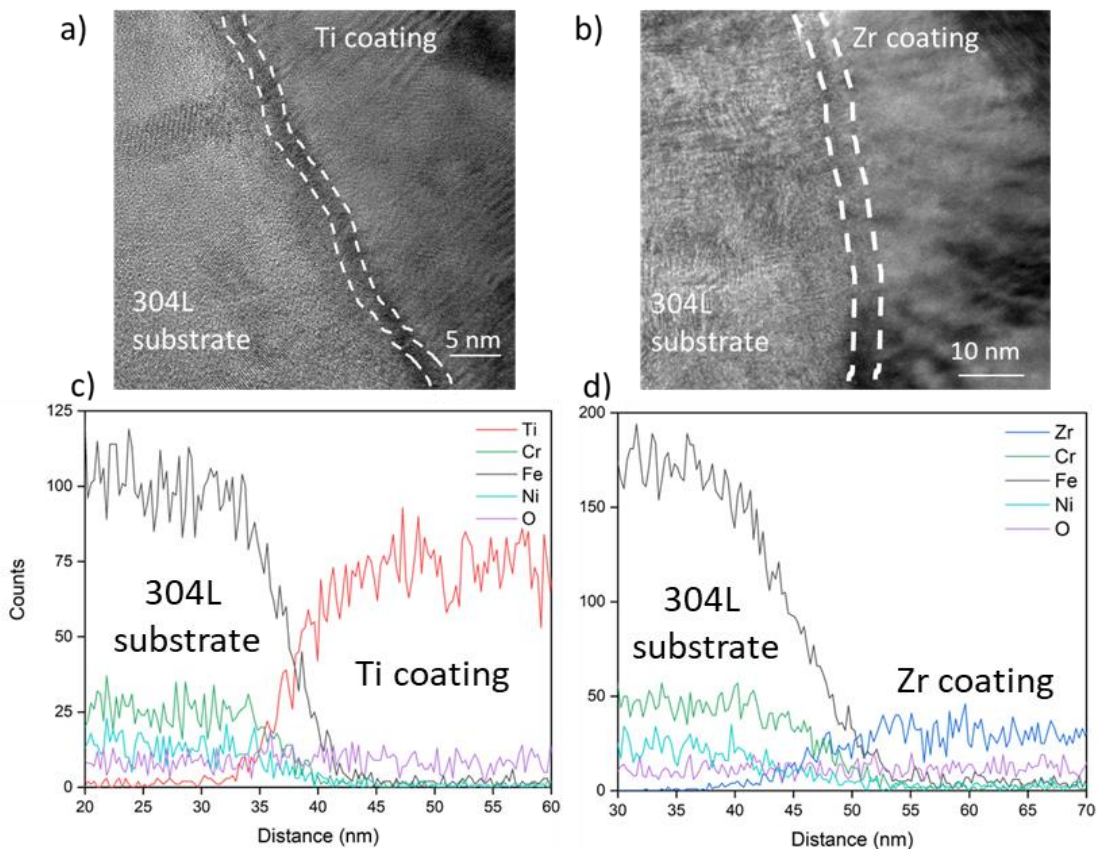 a)
Ti coating
304L
substrate
5 nm
b)
Zr coating
304L
substrate
10 nm
c)
125
100
75
50
25
0
Counts
Ti
Cr
Fe
Ni
O
304L
substrate
Ti coating
20 25 30 35 40 45 50 55 60
Distance (nm)
d)
200
150
100
50
0
Zr
Cr
Fe
Ni
O
304L
substrate
Zr coating
30 35 40 45 50 55 60 65 70
Distance (nm)